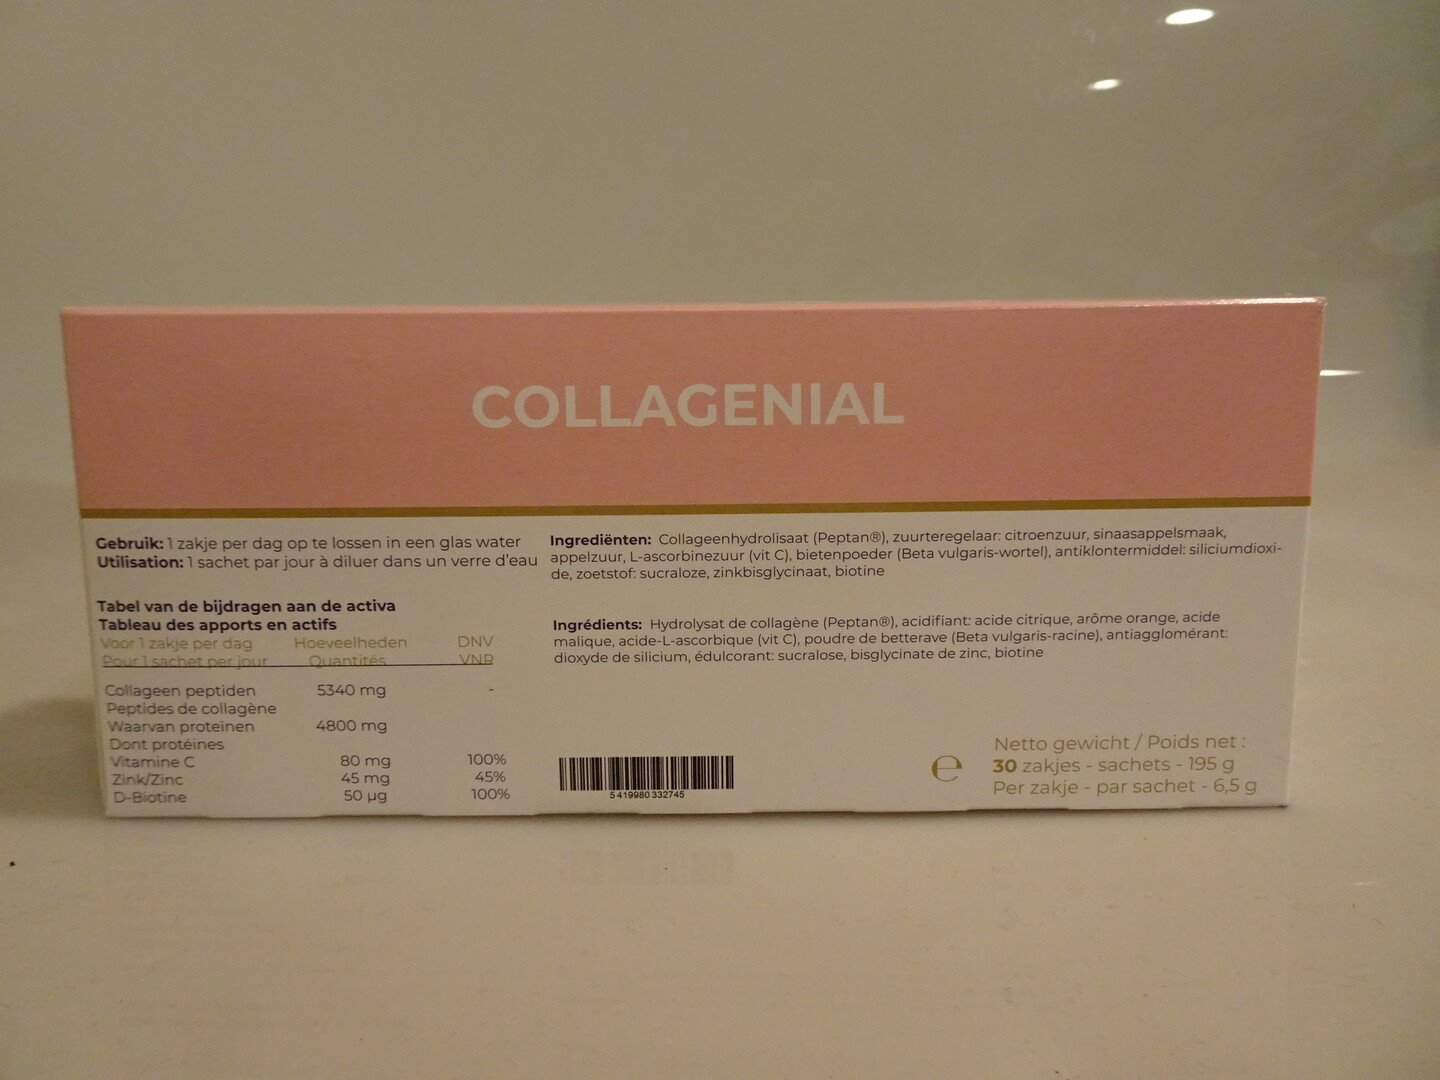 COLLAGENIAL
Gebruik: 1 zakje per dag op te lossen in een glas water
Utilisation: 1 sachet par jour à diluer dans un verre d'eau
Tabel van de bijdragen aan de activa
Tableau des apports en actifs
Voor 1 zakje per dag Hoeveelheden DNV
Pour 1 sachet per jour Quantités VNR
Collageen peptiden 5340 mg -
Peptides de collagène
Waarvan proteïnen 4800 mg
Dont protéines
Vitamine C 80 mg 100%
Zink/Zinc 45 mg 45%
D-Biotine 50 µg 100%
Ingrediënten: Collageenhydrolisaat (Peptan®), zuurteregelaar: citroenzuur, sinaasappelsmaak,
appelzuur, L-ascorbinezuur (vit C), bietenpoeder (Beta vulgaris-wortel), antiklontermiddel: siliciumdioxi-
de, zoetstof: sucraloze, zinkbisglycinaat, biotine
Ingrédients: Hydrolysat de collagène (Peptan®), acidifiant: acide citrique, arôme orange, acide
malique, acide-L-ascorbique (vit C), poudre de betterave (Beta vulgaris-racine), antiagglomérant:
dioxyde de silicium, édulcorant: sucralose, bisglycinate de zinc, biotine
5 419980 332745
e
Netto gewicht / Poids net :
30 zakjes - sachets - 195 g
Per zakje - par sachet - 6,5 g